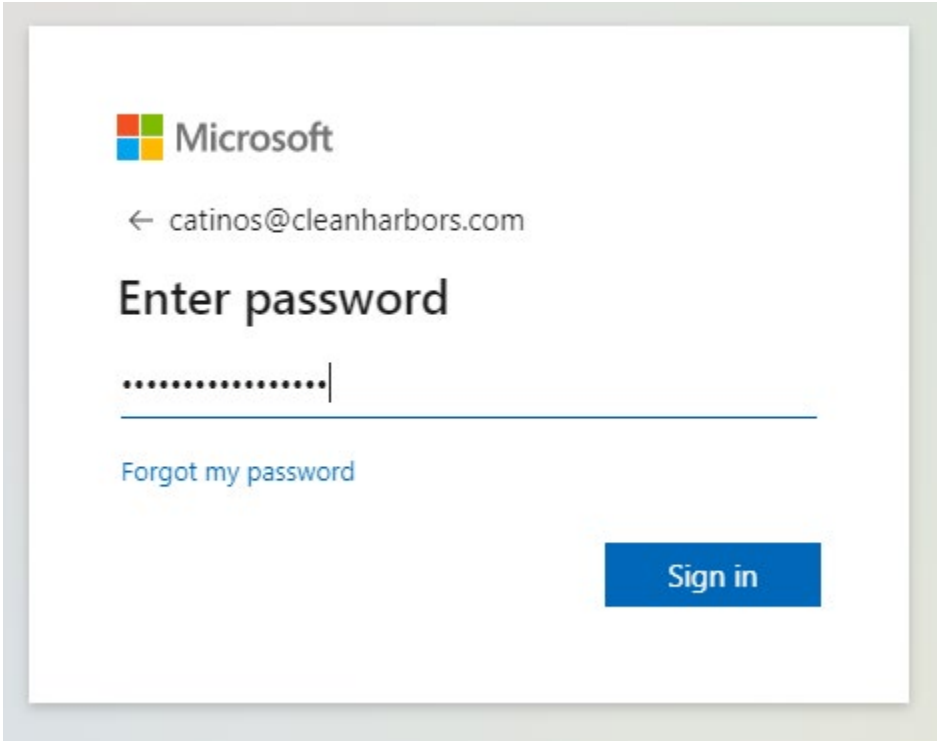 Microsoft
← catinos@cleanharbors.com
Enter password
•••••••••••••••••
Forgot my password
Sign in